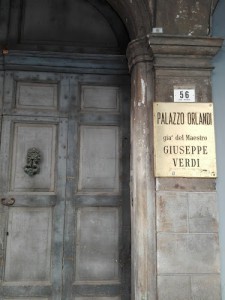 56
PALAZZO ORLANDI
gia' del Maestro
GIUSEPPE
VERDI